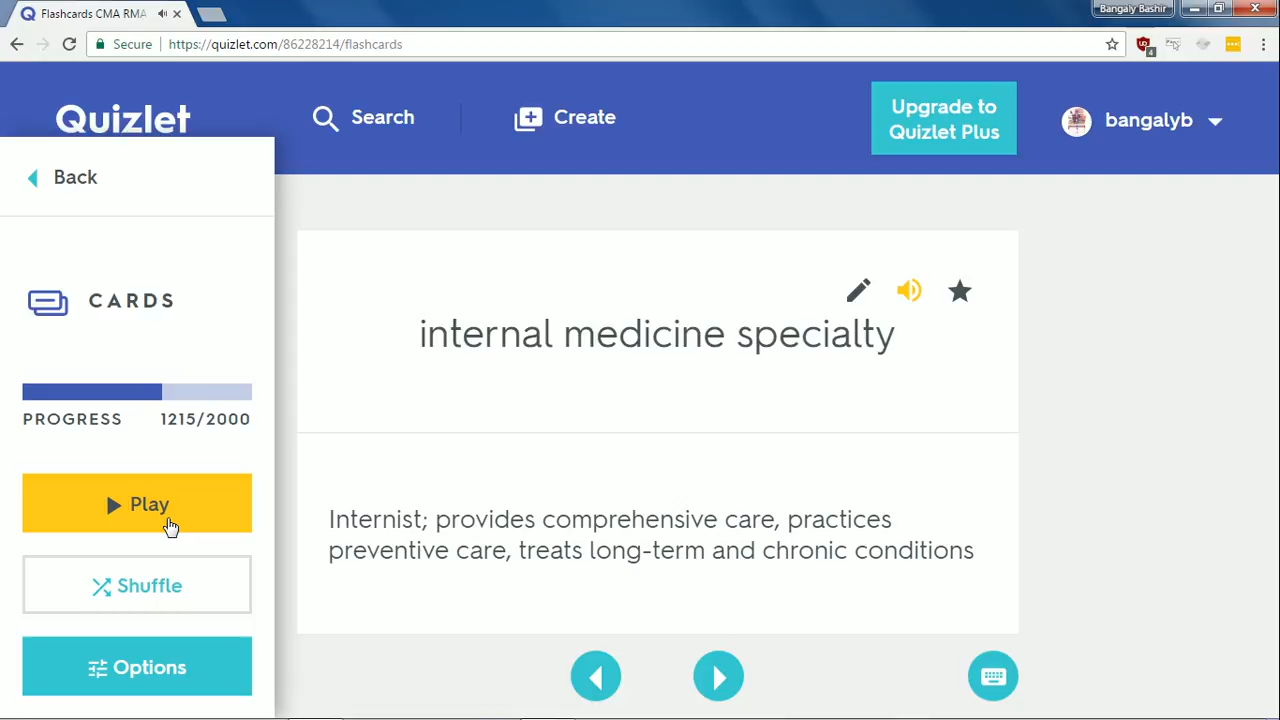 Flashcards CMA RMA
Bangaly Bashir
Secure
https://quizlet.com/86228214/flashcards
4
Quizlet
Search
Create
Upgrade to
Quizlet Plus
bangalyb
Back
CARDS
PROGRESS 1215/2000
Play
Shuffle
Options
internal medicine specialty
Internist; provides comprehensive care, practices
preventive care, treats long-term and chronic conditions